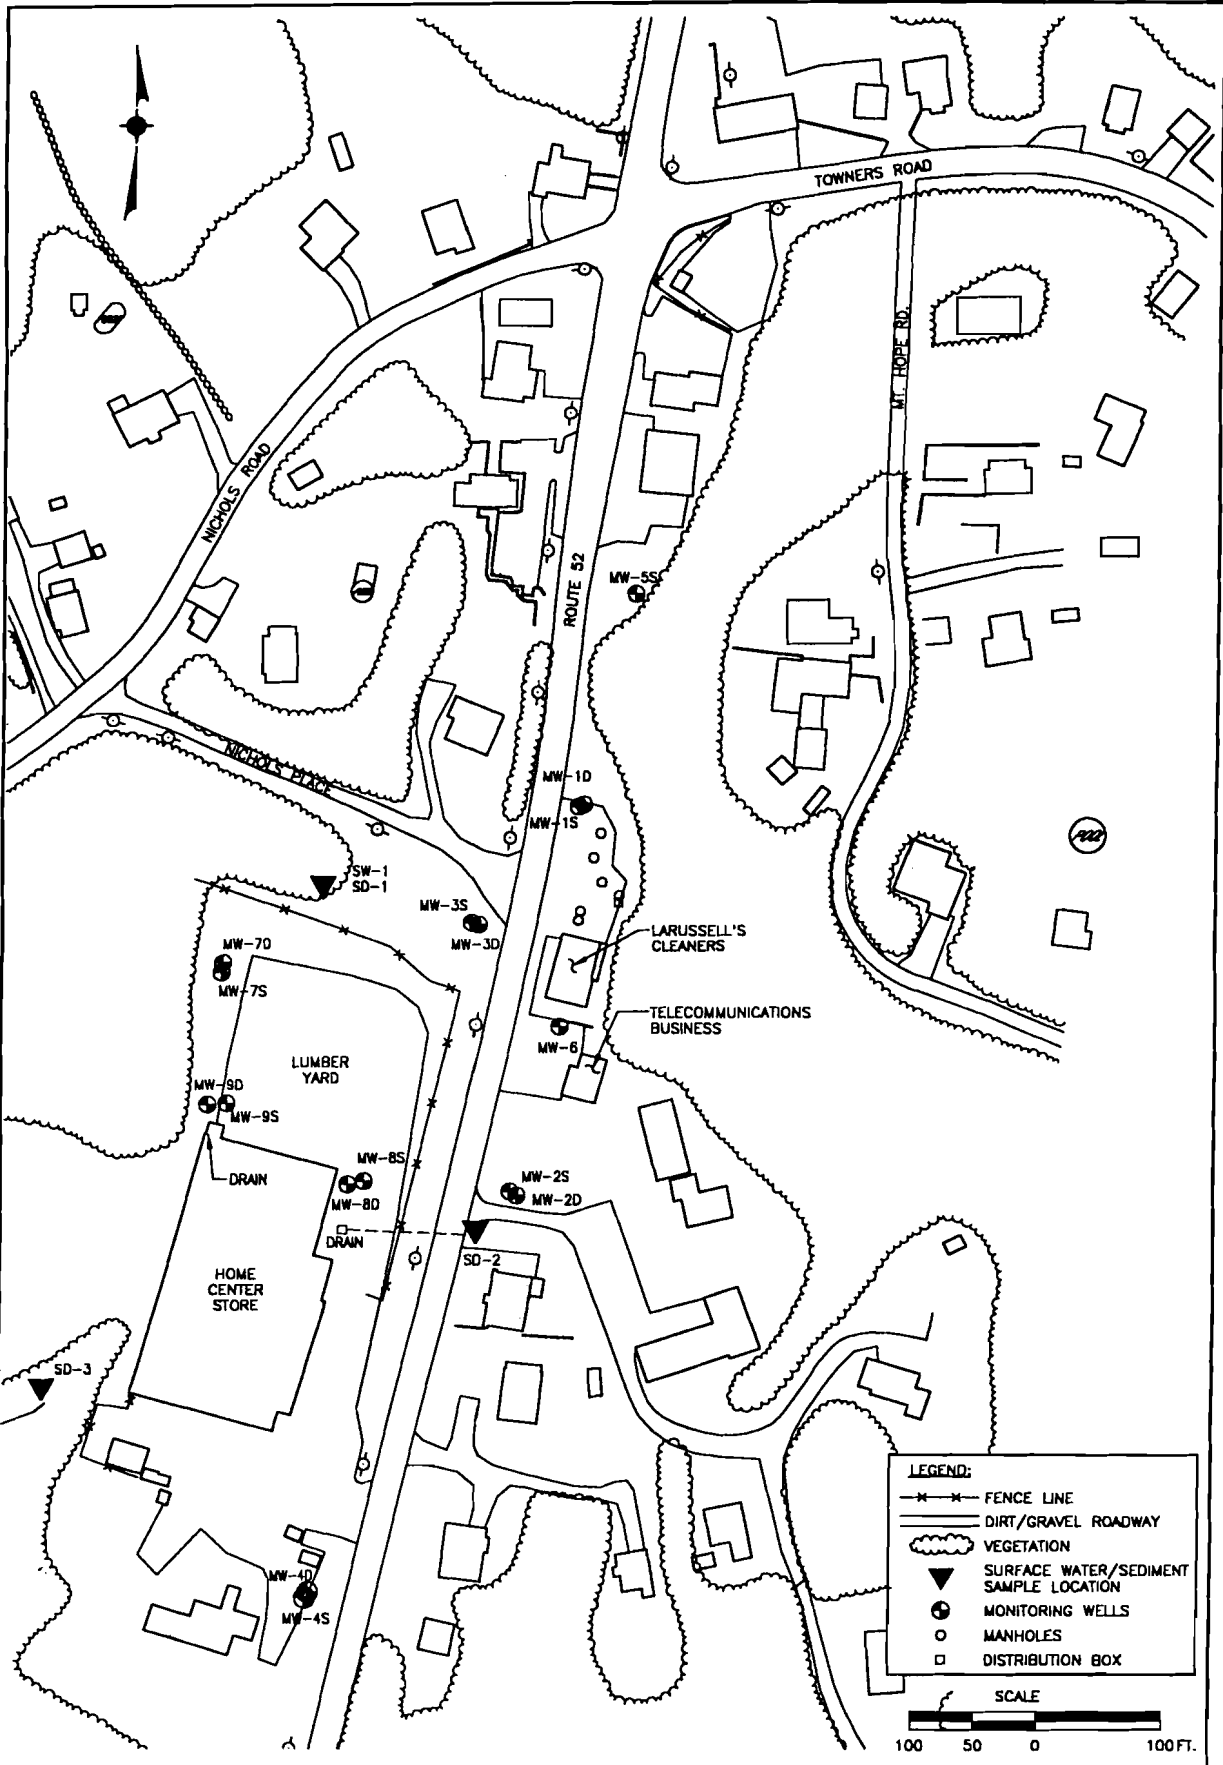 TOWNERS ROAD
MT. HOPE RD.
NICHOLS ROAD
ROUTE 52
MW-5S
NICHOLS PLACE
MW-1D
MW-1S
POOL
SW-1
SD-1
MW-3S
MW-3D
LARUSSELL'S
CLEANERS
MW-7D
MW-7S
TELECOMMUNICATIONS
BUSINESS
MW-6
LUMBER
YARD
MW-9D
MW-9S
MW-8S
MW-8D
DRAIN
MW-2S
MW-2D
DRAIN
SD-2
HOME
CENTER
STORE
SD-3
MW-4D
MW-4S
LEGEND:
FENCE LINE
DIRT/GRAVEL ROADWAY
VEGETATION
SURFACE WATER/SEDIMENT
SAMPLE LOCATION
MONITORING WELLS
MANHOLES
DISTRIBUTION BOX
SCALE
100 50 0 100 FT.